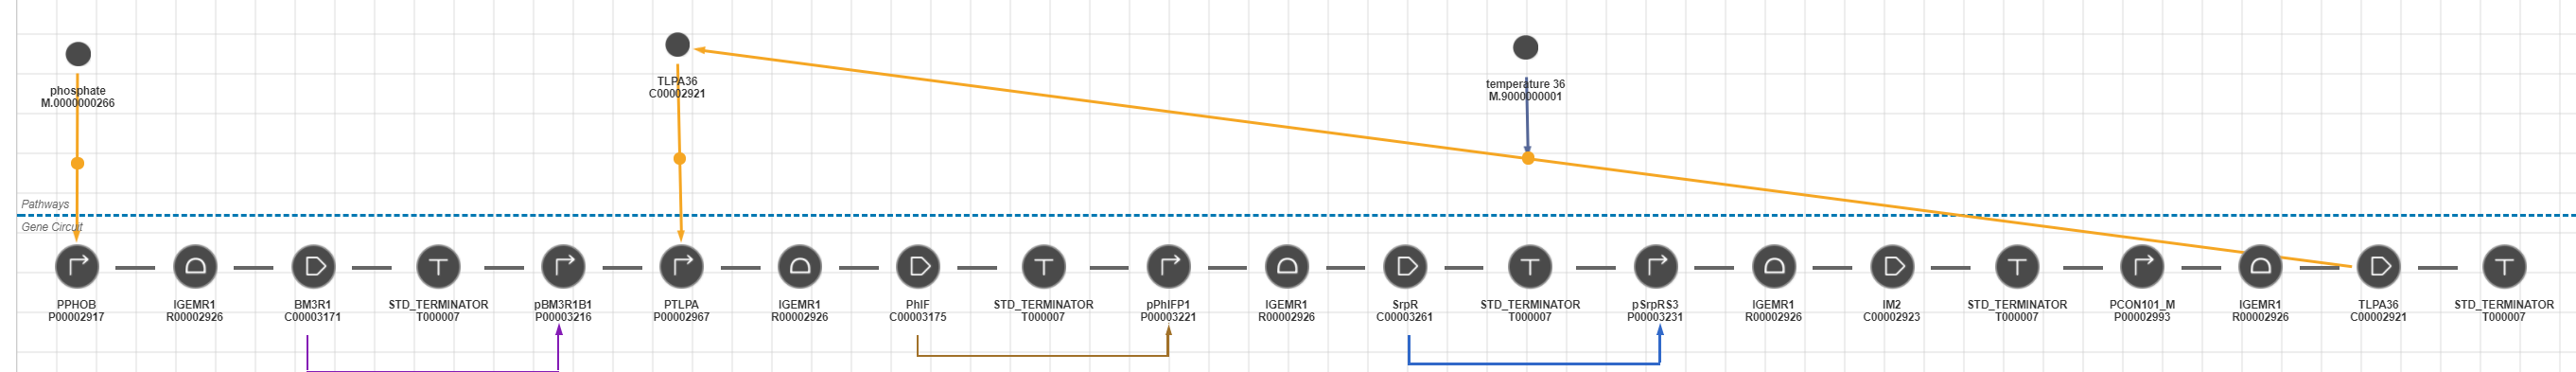 phosphate
M.0000000266
TLPA36
C00002921
temperature 36
M.9000000001
Pathways
Gene Circuit
PPHOB
P00002917
IGEMR1
R00002926
BM3R1
C00003171
STD_TERMINATOR
T000007
pBM3R1B1
P00003216
PTLPA
P00002967
IGEMR1
R00002926
PhlF
C00003175
STD_TERMINATOR
T000007
pPhlFP1
P00003221
IGEMR1
R00002926
SrpR
C00003261
STD_TERMINATOR
T000007
pSrpRS3
P00003231
IGEMR1
R00002926
IM2
C00002923
STD_TERMINATOR
T000007
PCON101_M
P00002993
IGEMR1
R00002926
TLPA36
C00002921
STD_TERMINATOR
T000007